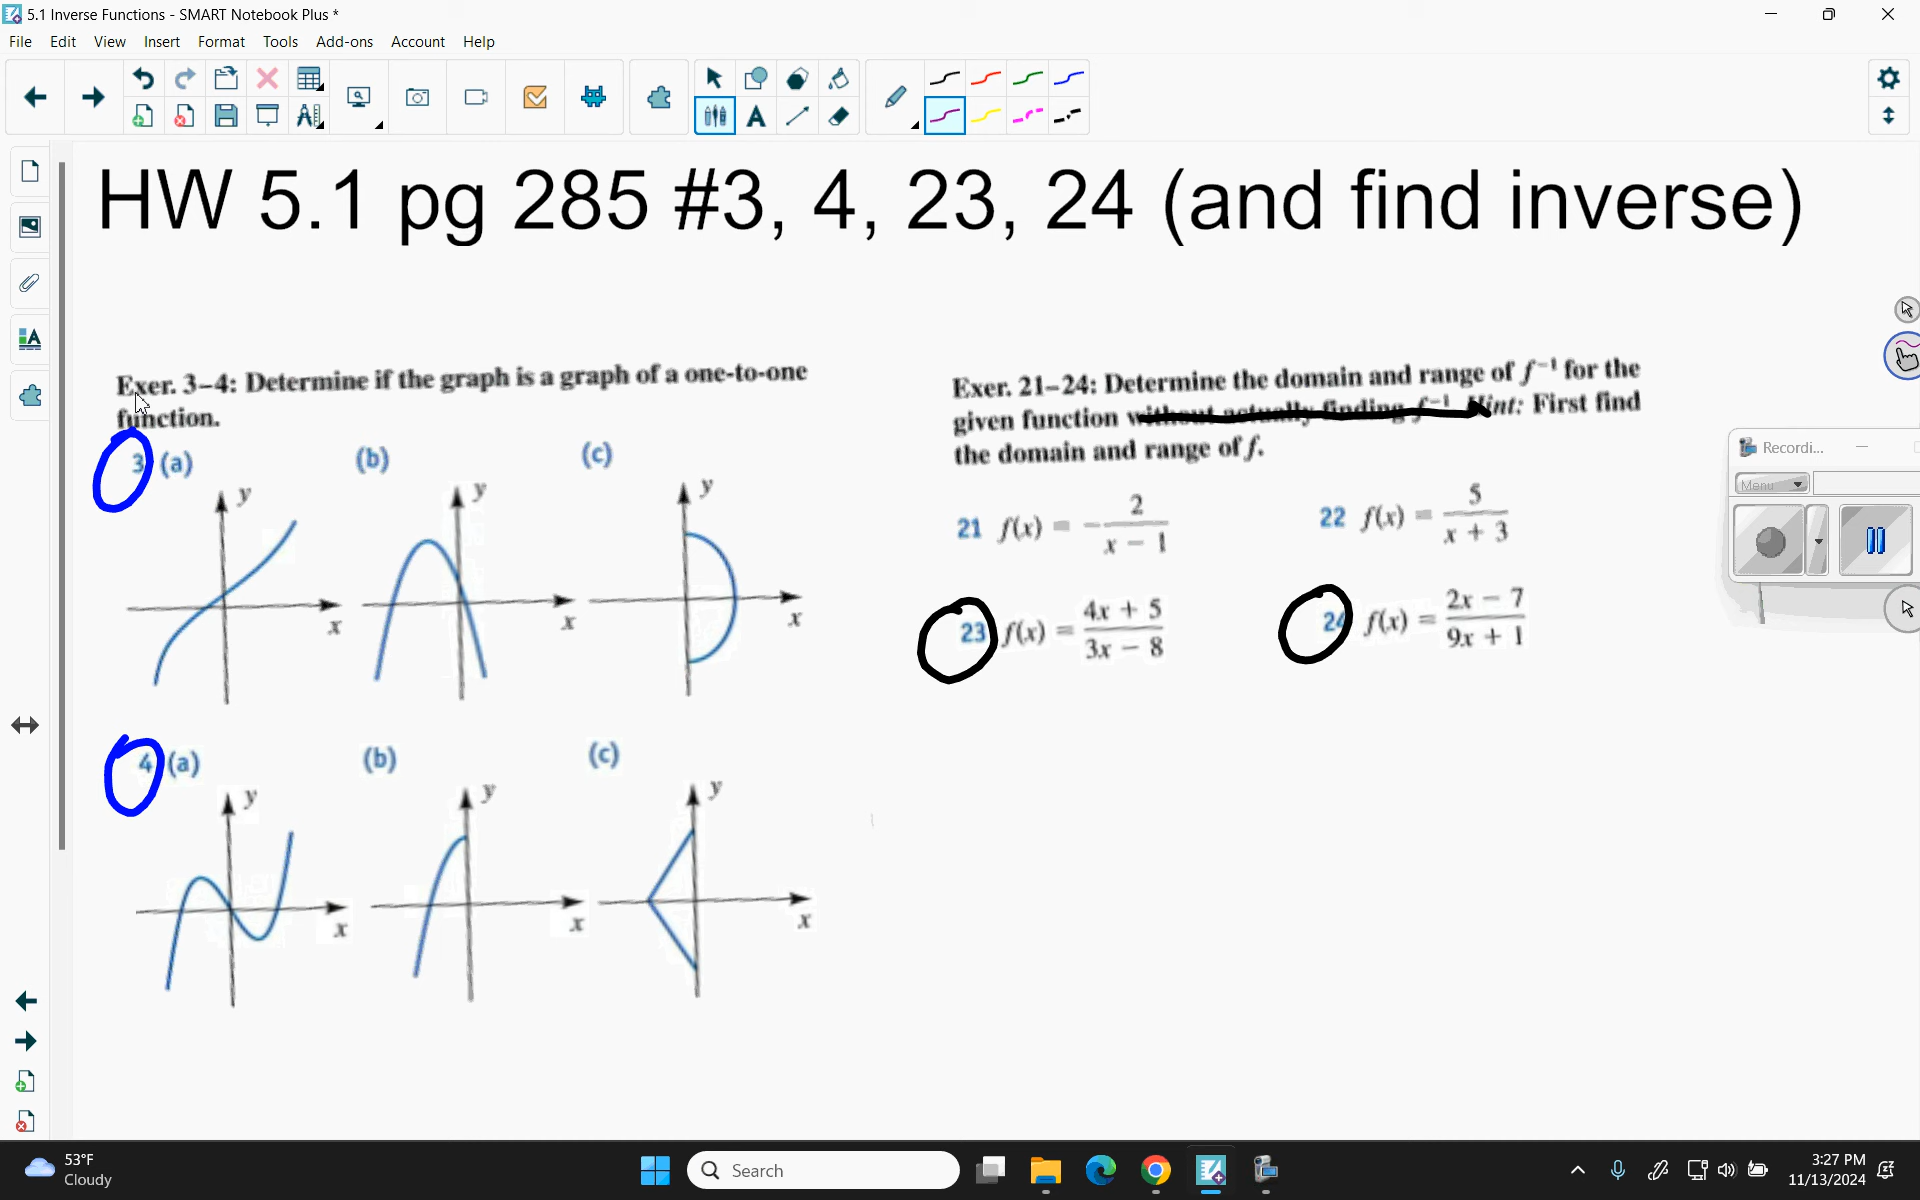 5.1 Inverse Functions - SMART Notebook Plus *
File Edit View Insert Format Tools Add-ons Account Help
HW 5.1 pg 285 #3, 4, 23, 24 (and find inverse)
Exer. 3–4: Determine if the graph is a graph of a one-to-one
function.
3 (a) (b) (c)
y y y
x x x
4 (a) (b) (c)
y y y
x x x
Exer. 21–24: Determine the domain and range of f⁻¹ for the
given function without actually finding f⁻¹. Hint: First find
the domain and range of f.
21 f(x) = -2/(x − 1) 22 f(x) = 5/(x + 3)
23 f(x) = (4x + 5)/(3x − 8) 24 f(x) = (2x − 7)/(9x + 1)
Recordi...
Menu
53°F
Cloudy
Search
3:27 PM
11/13/2024